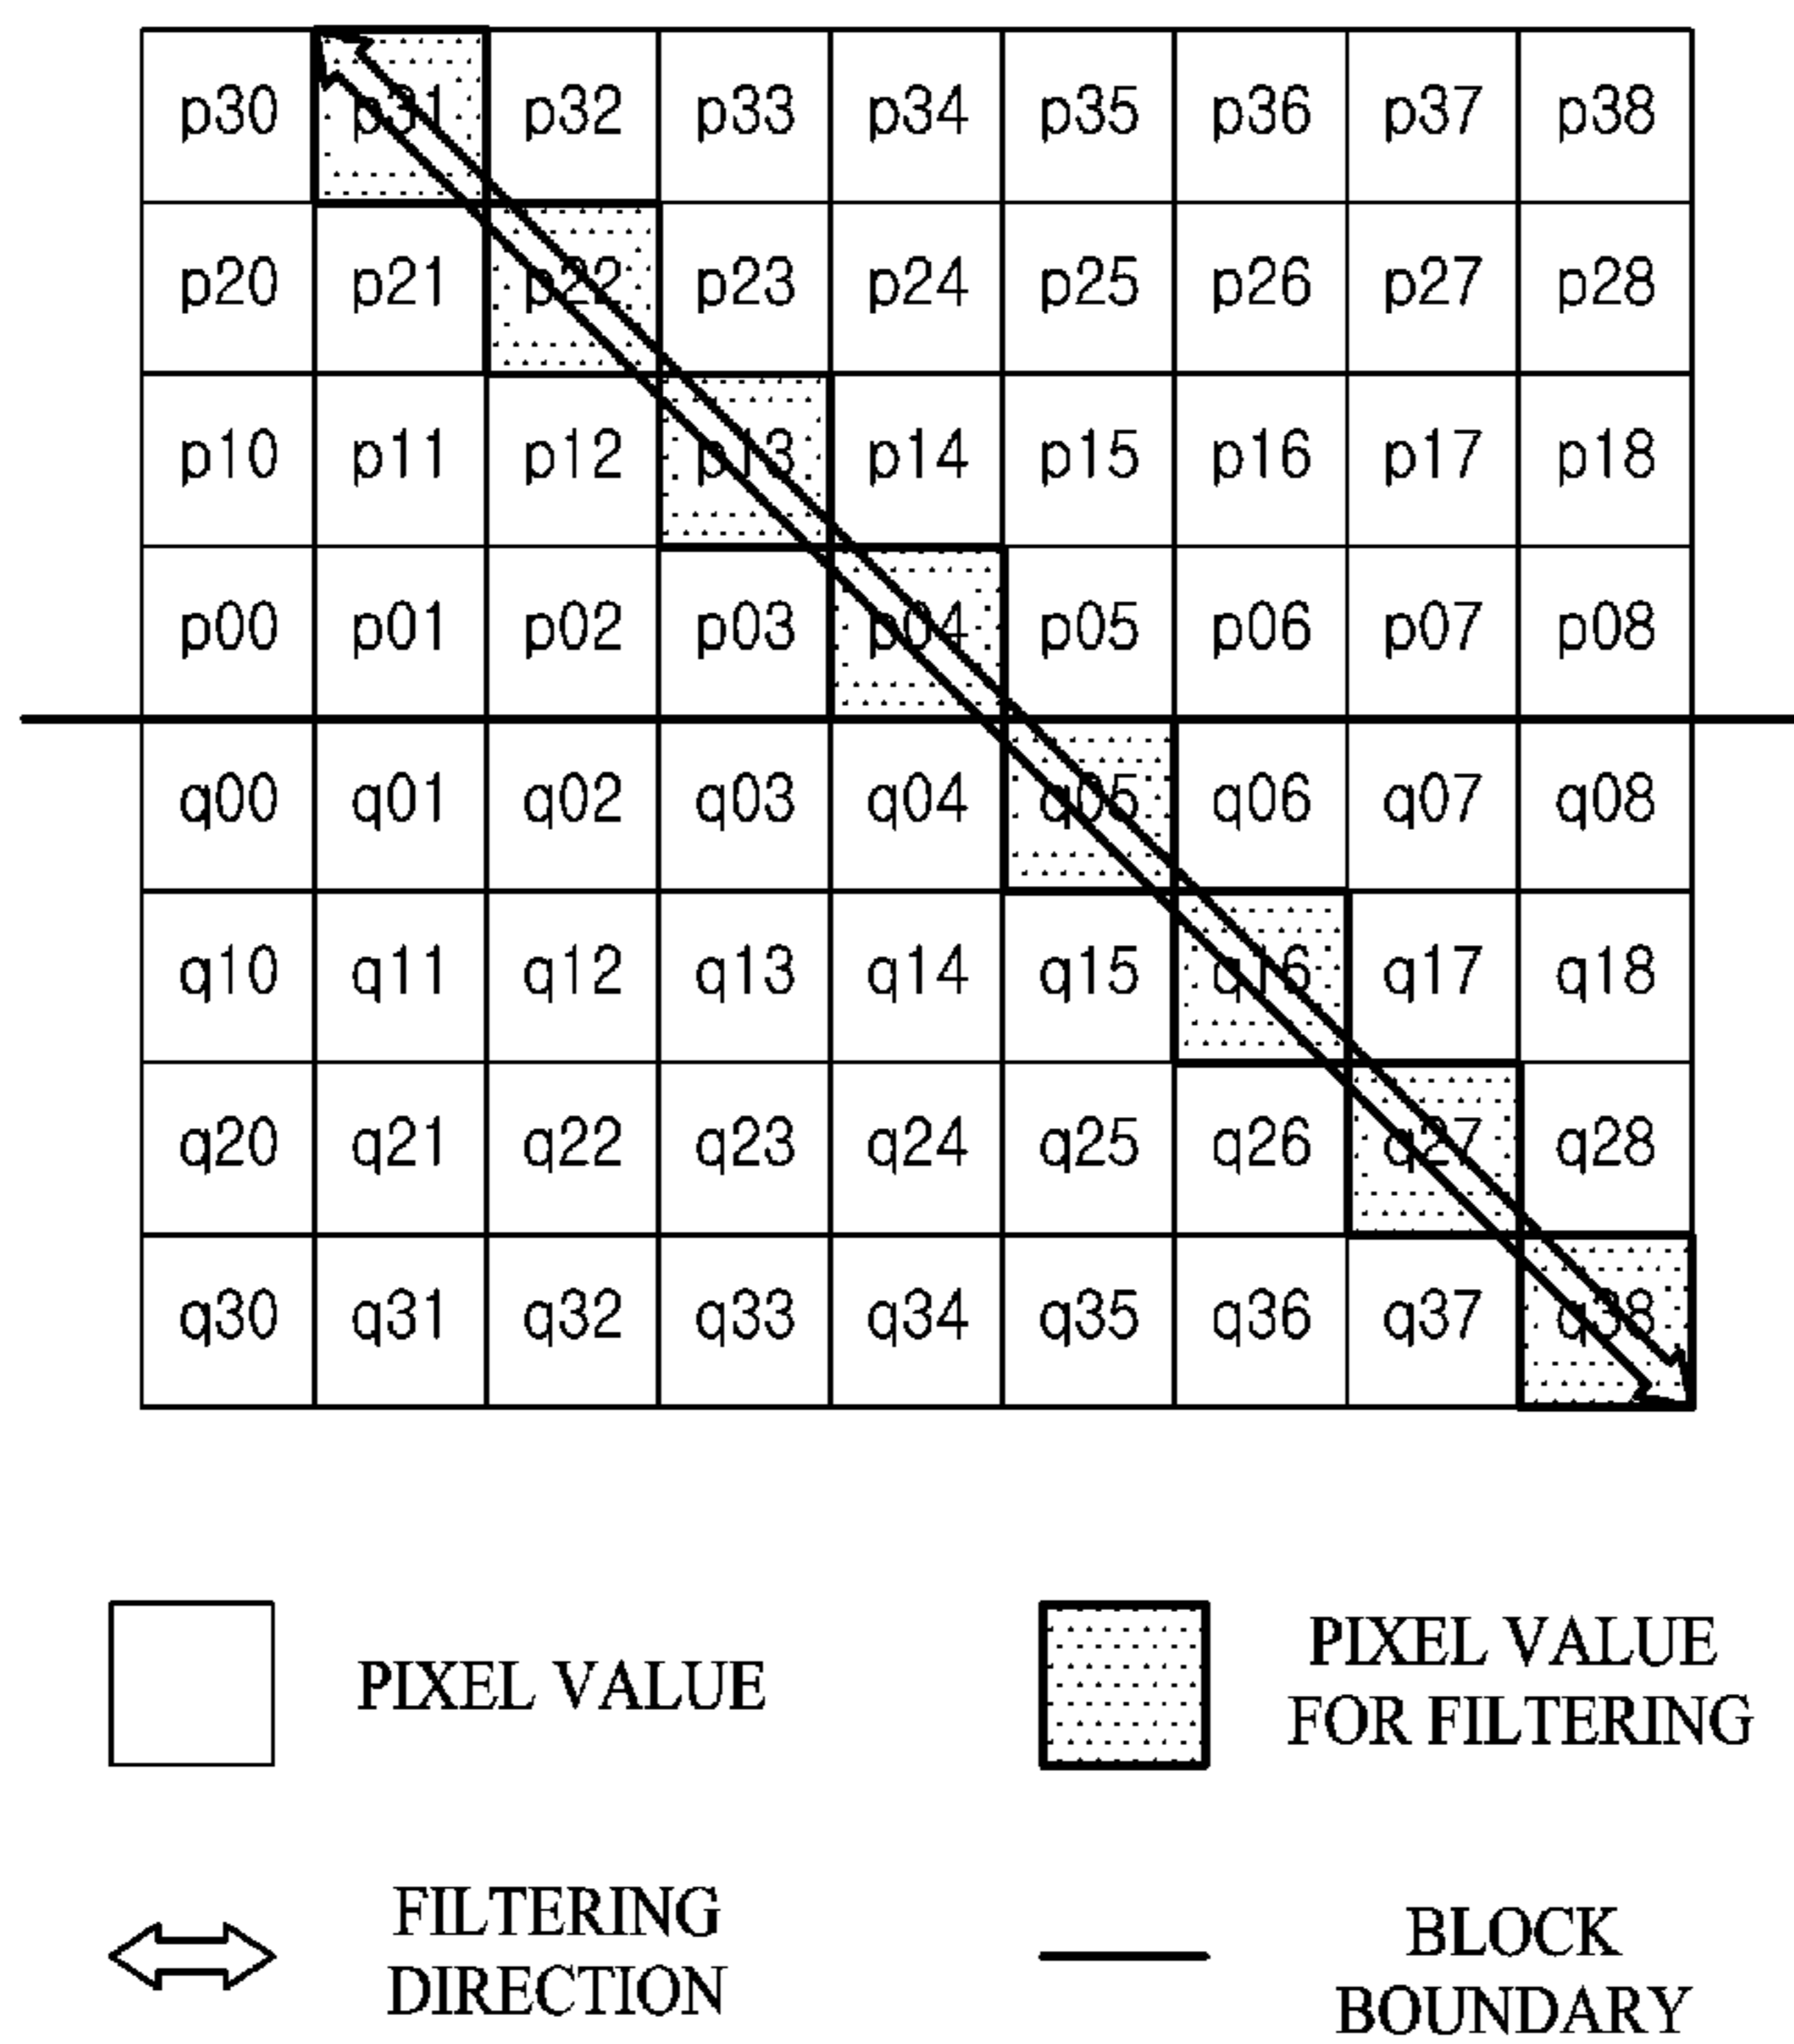 p30 p31 p32 p33 p34 p35 p36 p37 p38
p20 p21 p22 p23 p24 p25 p26 p27 p28
p10 p11 p12 p13 p14 p15 p16 p17 p18
p00 p01 p02 p03 p04 p05 p06 p07 p08
q00 q01 q02 q03 q04 q05 q06 q07 q08
q10 q11 q12 q13 q14 q15 q16 q17 q18
q20 q21 q22 q23 q24 q25 q26 q27 q28
q30 q31 q32 q33 q34 q35 q36 q37 q38
PIXEL VALUE
PIXEL VALUE
FOR FILTERING
FILTERING
DIRECTION
BLOCK
BOUNDARY